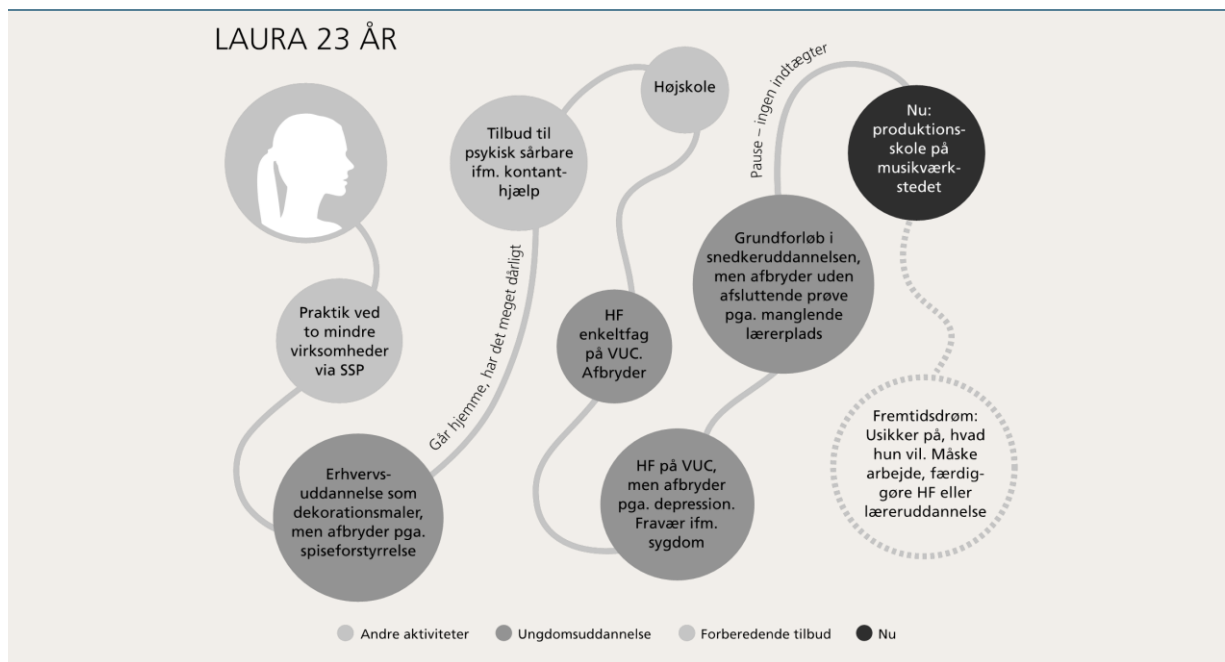 LAURA 23 ÅR
Praktik ved
to mindre
virksomheder
via SSP
Erhvervs-
uddannelse som
dekorationsmaler,
men afbryder pga.
spiseforstyrrelse
Går hjemme, har det meget dårligt
Tilbud til
psykisk sårbare
ifm. kontant-
hjælp
Højskole
HF
enkeltfag
på VUC.
Afbryder
HF på VUC,
men afbryder
pga. depression.
Fravær ifm.
sygdom
Grundforløb i
snedkeruddannelsen,
men afbryder uden
afsluttende prøve
pga. manglende
lærerplads
Pause – ingen indtægter
Nu:
produktions-
skole på
musikværk-
stedet
Fremtidsdrøm:
Usikker på, hvad
hun vil. Måske
arbejde, færdig-
gøre HF eller
læreruddannelse
Andre aktiviteter
Ungdomsuddannelse
Forberedende tilbud
Nu